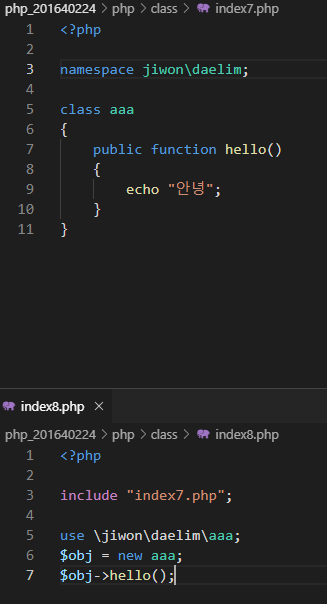 php_201640224 > php > class > index7.php
1 <?php
2
3 namespace jiwon\daelim;
4
5 class aaa
6 {
7 public function hello()
8 {
9 echo "안녕";
10 }
11 }
index8.php ×
php_201640224 > php > class > index8.php
1 <?php
2
3 include "index7.php";
4
5 use \jiwon\daelim\aaa;
6 $obj = new aaa;
7 $obj->hello();